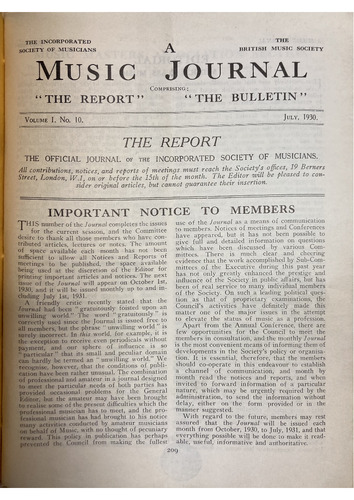 THE INCORPORATED
SOCIETY OF MUSICIANS
A
THE
BRITISH MUSIC SOCIETY
MUSIC JOURNAL
COMPRISING:
"THE REPORT" "THE BULLETIN"
VOLUME I. No. 10.
JULY, 1930.
THE REPORT
THE OFFICIAL JOURNAL OF THE INCORPORATED SOCIETY OF MUSICIANS.
All contributions, notices, and reports of meetings must reach the Society's offices, 19 Berners
Street, London, W.1, on or before the 15th of the month. The Editor will be pleased to con-
sider original articles, but cannot guarantee their insertion.
IMPORTANT NOTICE TO MEMBERS
THIS number of the Journal completes the issues
for the current session, and the Committee
desire to thank all those members who have con-
tributed articles, lectures or notes. The amount
of space available each month has not been
sufficient to allow all Notices and Reports of
meetings to be published, the space available
being used at the discretion of the Editor for
printing important articles and notices. The next
issue of the Journal will appear on October 1st,
1930, and it will be issued monthly up to and in-
cluding July 1st, 1931.
A friendly critic recently stated that the
Journal had been "gratuitously foisted upon an
unwilling world." The word "gratuitously" is
correctly used since the Journal is issued free to
all members, but the phrase "unwilling world" is
surely incorrect. In this world, for example, it is
the exception to receive even periodicals without
payment, and our sphere of influence is so
"particular" that its small and peculiar domain
can hardly be termed an "unwilling world." We
recognise, however, that the conditions of publi-
cation have been rather unusual. The combination
of professional and amateur in a journal designed
to meet the particular needs of both parties has
provided occasional problems for the Honorary
Editor, but the amateur may have been brought
to realise some of the present difficulties which the
professional musician has to meet, and the pro-
fessional musician has had brought to his notice
many activities conducted by amateur musicians
on behalf of Music, with no thought of pecuniary
reward. This policy in publication has perhaps
prevented the Council from making the fullest
use of the Journal as a means of communication
to members. Notices of meetings and Conferences
have appeared, but it has not been possible to
give full and detailed information on questions
which have been discussed by various Com-
mittees. There is much clear and cheering
evidence that the work accomplished by Sub-Com-
mittees of the Executive during this past year
has not only greatly enhanced the prestige and
influence of the Society in public affairs, but has
been of real service to many individual members
of the Society. On such a leading political ques-
tion as that of proprietary examinations, the
Council's activities have definitely made this
matter one of the major issues in the attempt
to elevate the status of music as a profession.
Apart from the Annual Conference, there are
few opportunities for the Council to meet the
members in consultation, and the monthly Journal
is the most convenient means of informing them of
developments in the Society's policy or organisa-
tion. It is essential, therefore, that the members
should co-operate in this endeavour to establish
a channel of communication, and month by
month read the notices and reports, and when
invited to forward information of a particular
nature, which may be urgently required by the
administration, to send the information without
delay, either on the form provided or in the
manner suggested.
With regard to the future, members may rest
assured that the Journal will be issued each
month from October, 1930, to July, 1931, and that
everything possible will be done to make it read-
able, useful, informative and authoritative.
209